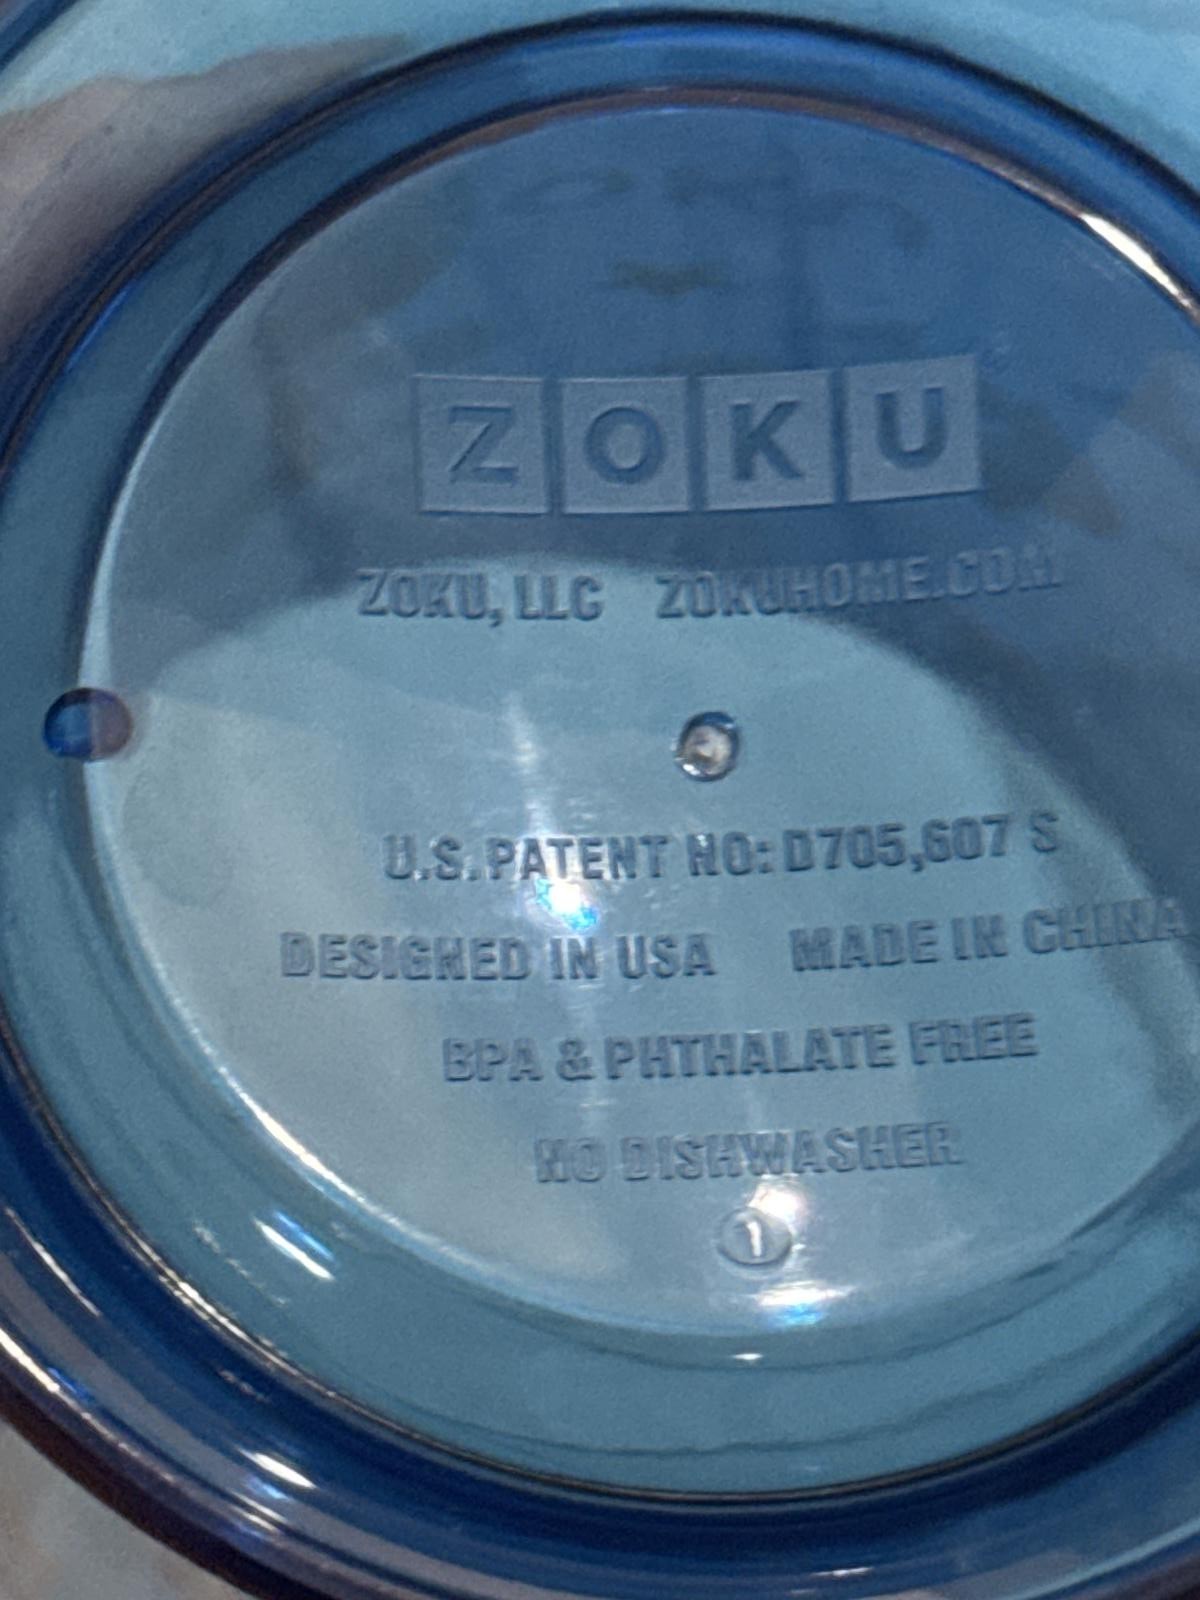 ZOKU
ZOKU, LLC ZOKUHOME.COM
U.S. PATENT NO: D705,607 S
DESIGNED IN USA MADE IN CHINA
BPA & PHTHALATE FREE
NO DISHWASHER
1